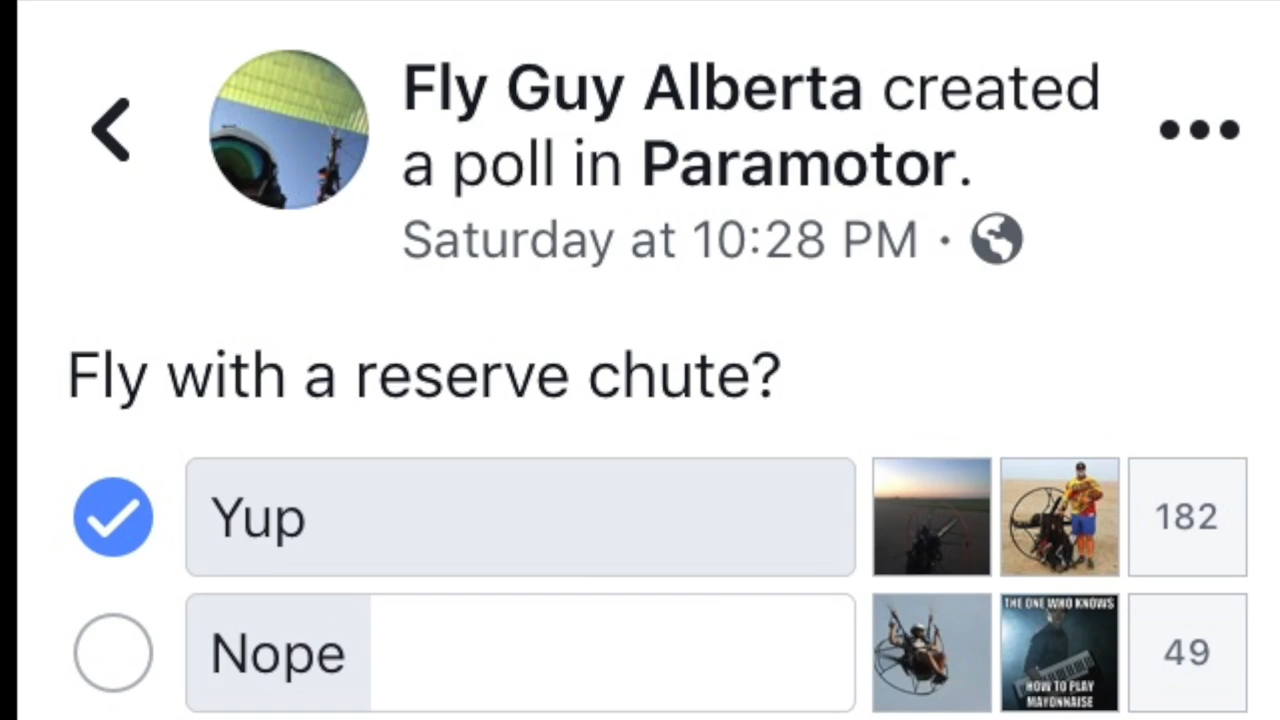 Fly Guy Alberta created
a poll in Paramotor.
Saturday at 10:28 PM ·
Fly with a reserve chute?
Yup
182
Nope
THE ONE WHO KNOWS
HOW TO PLAY
MAYONNAISE
49